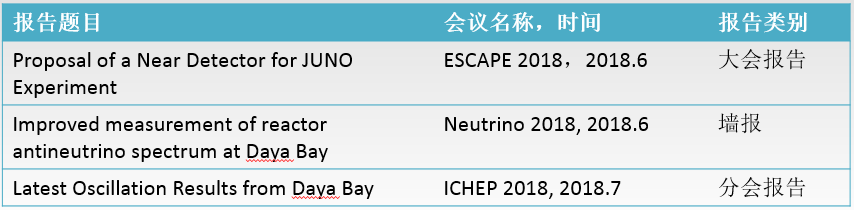 报告题目 会议名称，时间 报告类别
Proposal of a Near Detector for JUNO ESCAPE 2018，2018.6 大会报告
Experiment
Improved measurement of reactor Neutrino 2018, 2018.6 墙报
antineutrino spectrum at Daya Bay
Latest Oscillation Results from Daya Bay ICHEP 2018, 2018.7 分会报告